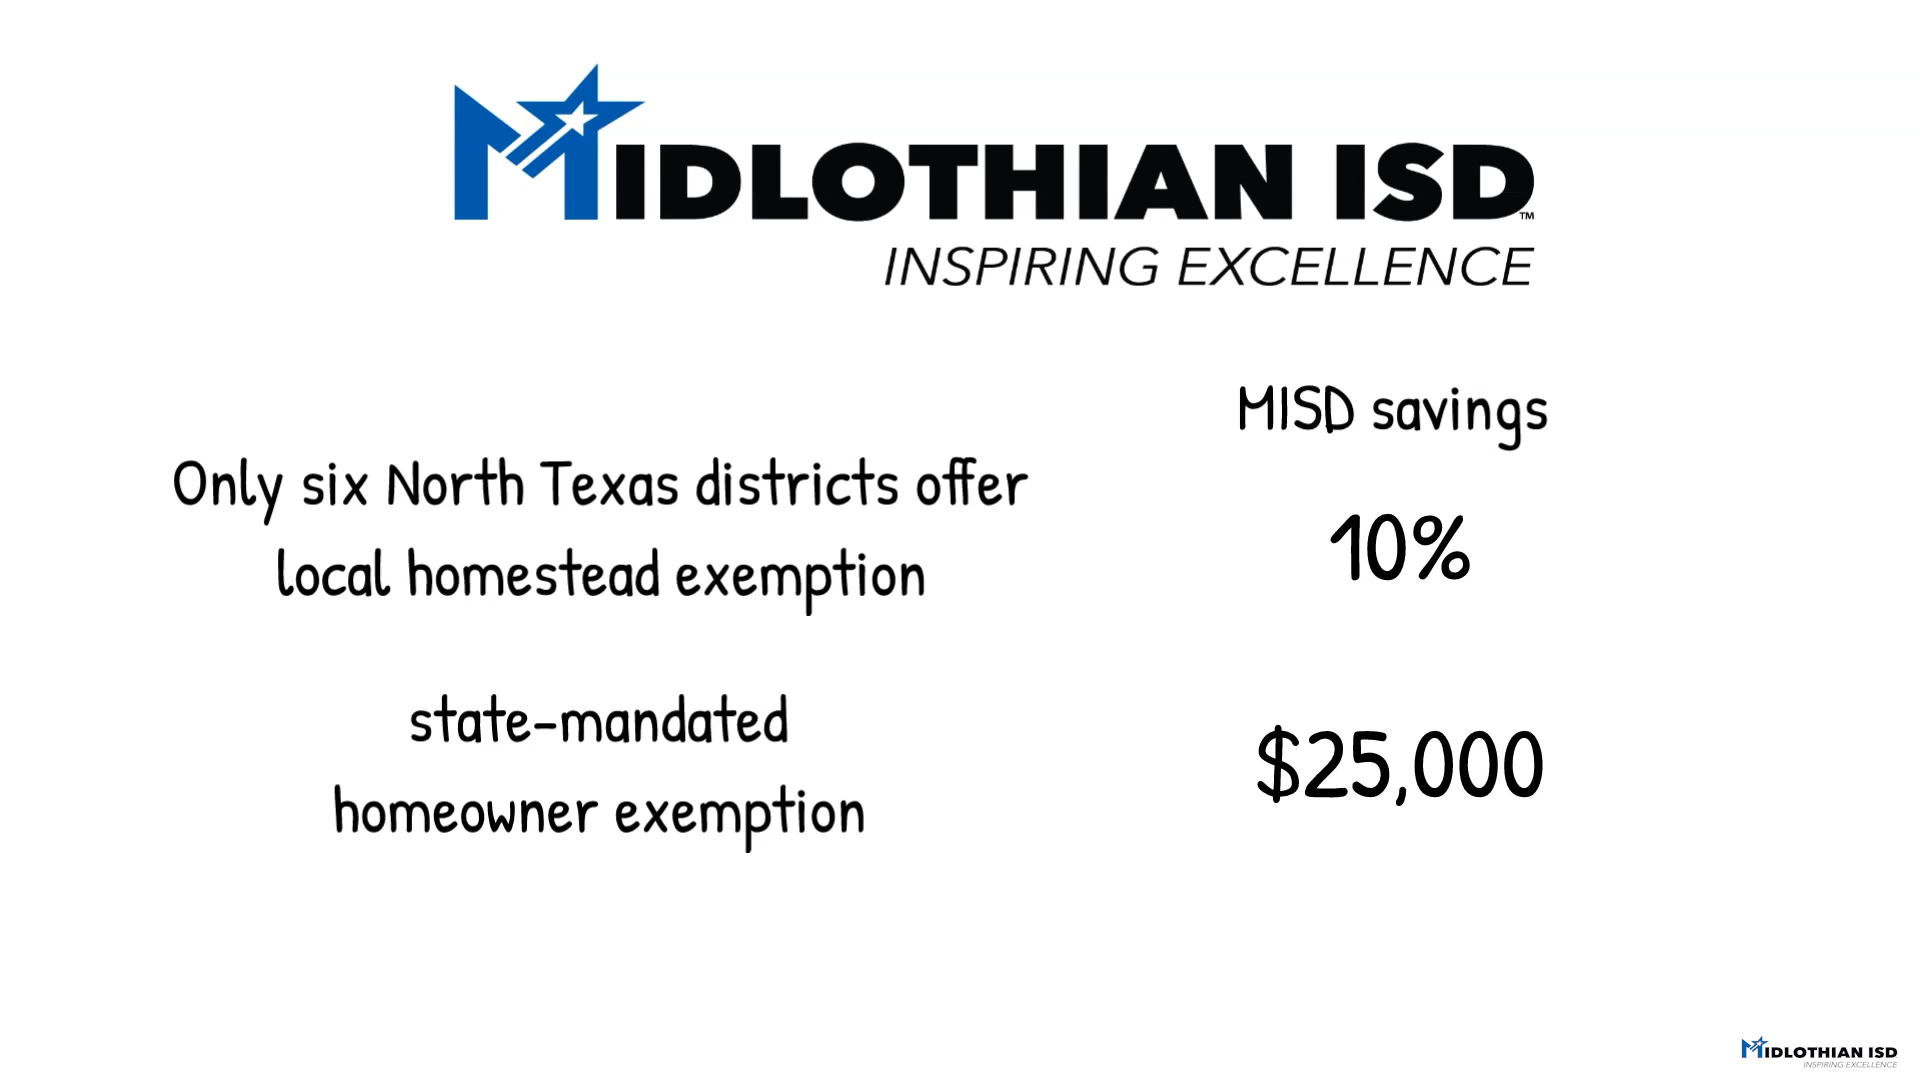 MIDLOTHIAN ISD™
INSPIRING EXCELLENCE
MISD savings
Only six North Texas districts offer
local homestead exemption
10%
state-mandated
homeowner exemption
$25,000
MIDLOTHIAN ISD
INSPIRING EXCELLENCE